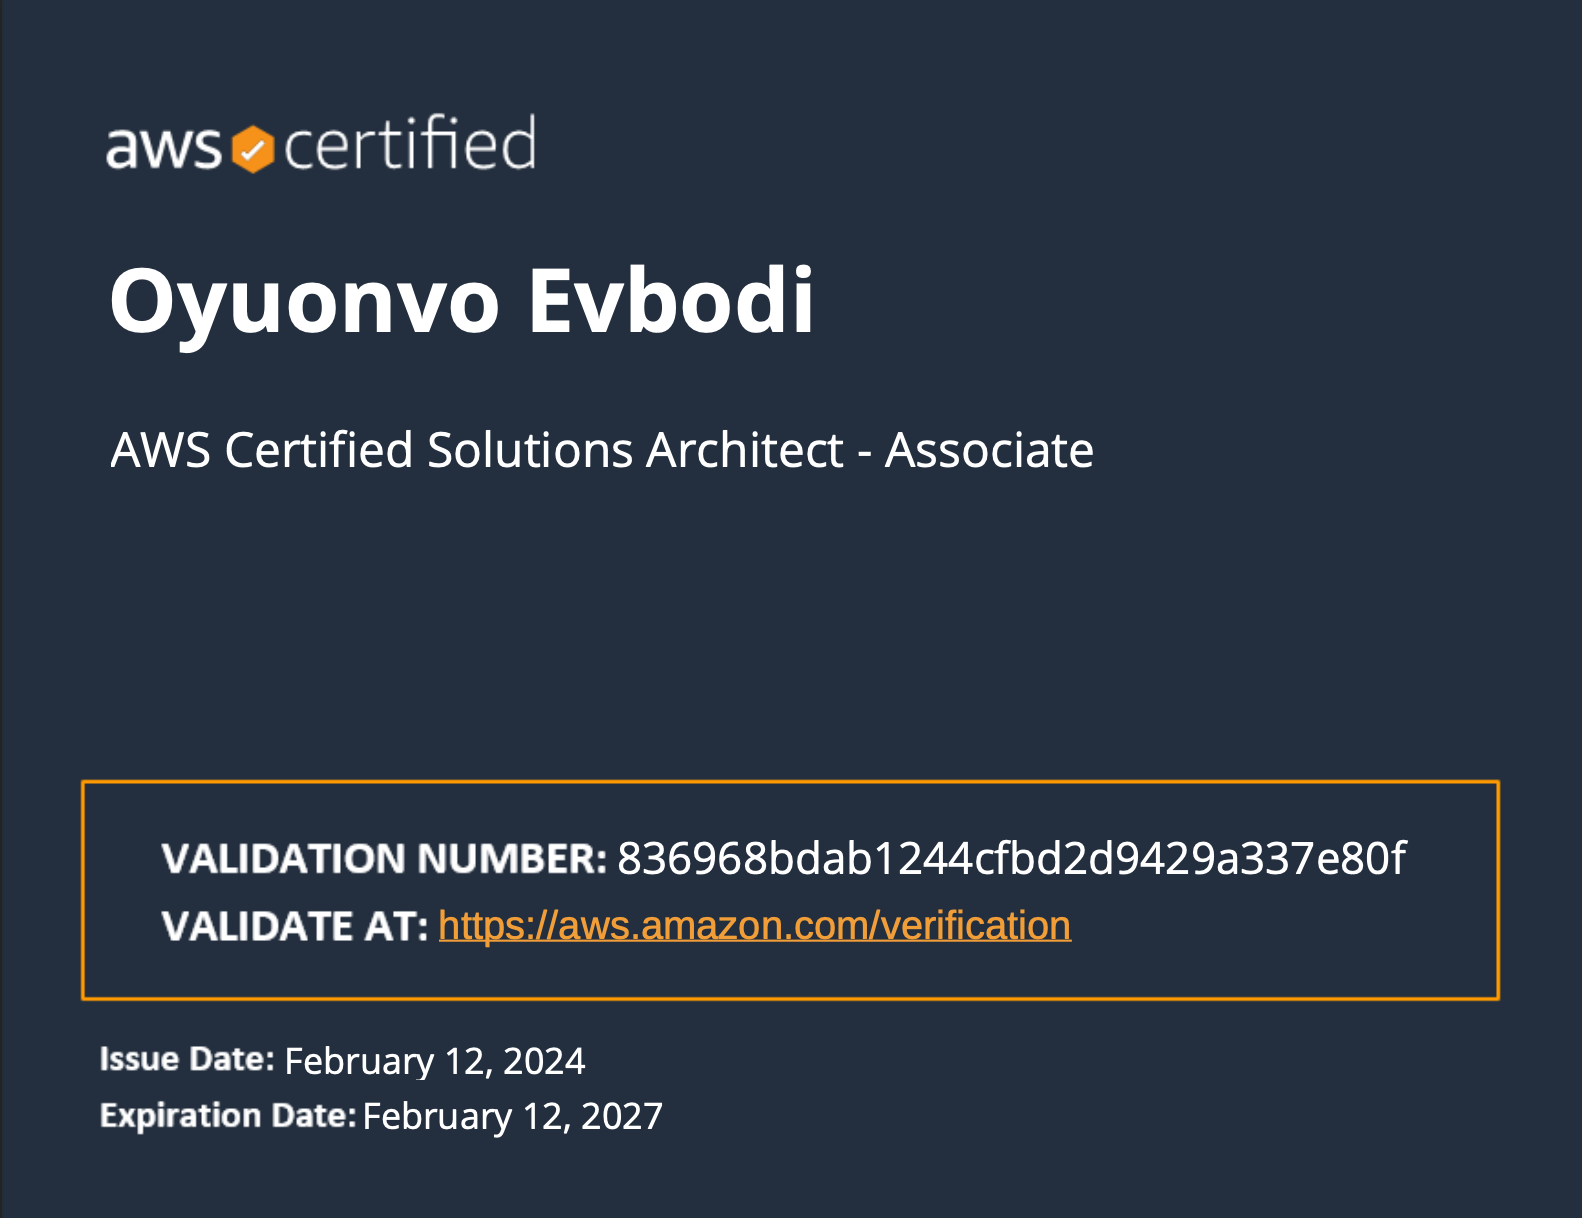 aws certified
Oyuonvo Evbodi
AWS Certified Solutions Architect - Associate
VALIDATION NUMBER: 836968bdab1244cfbd2d9429a337e80f
VALIDATE AT: https://aws.amazon.com/verification
Issue Date: February 12, 2024
Expiration Date: February 12, 2027